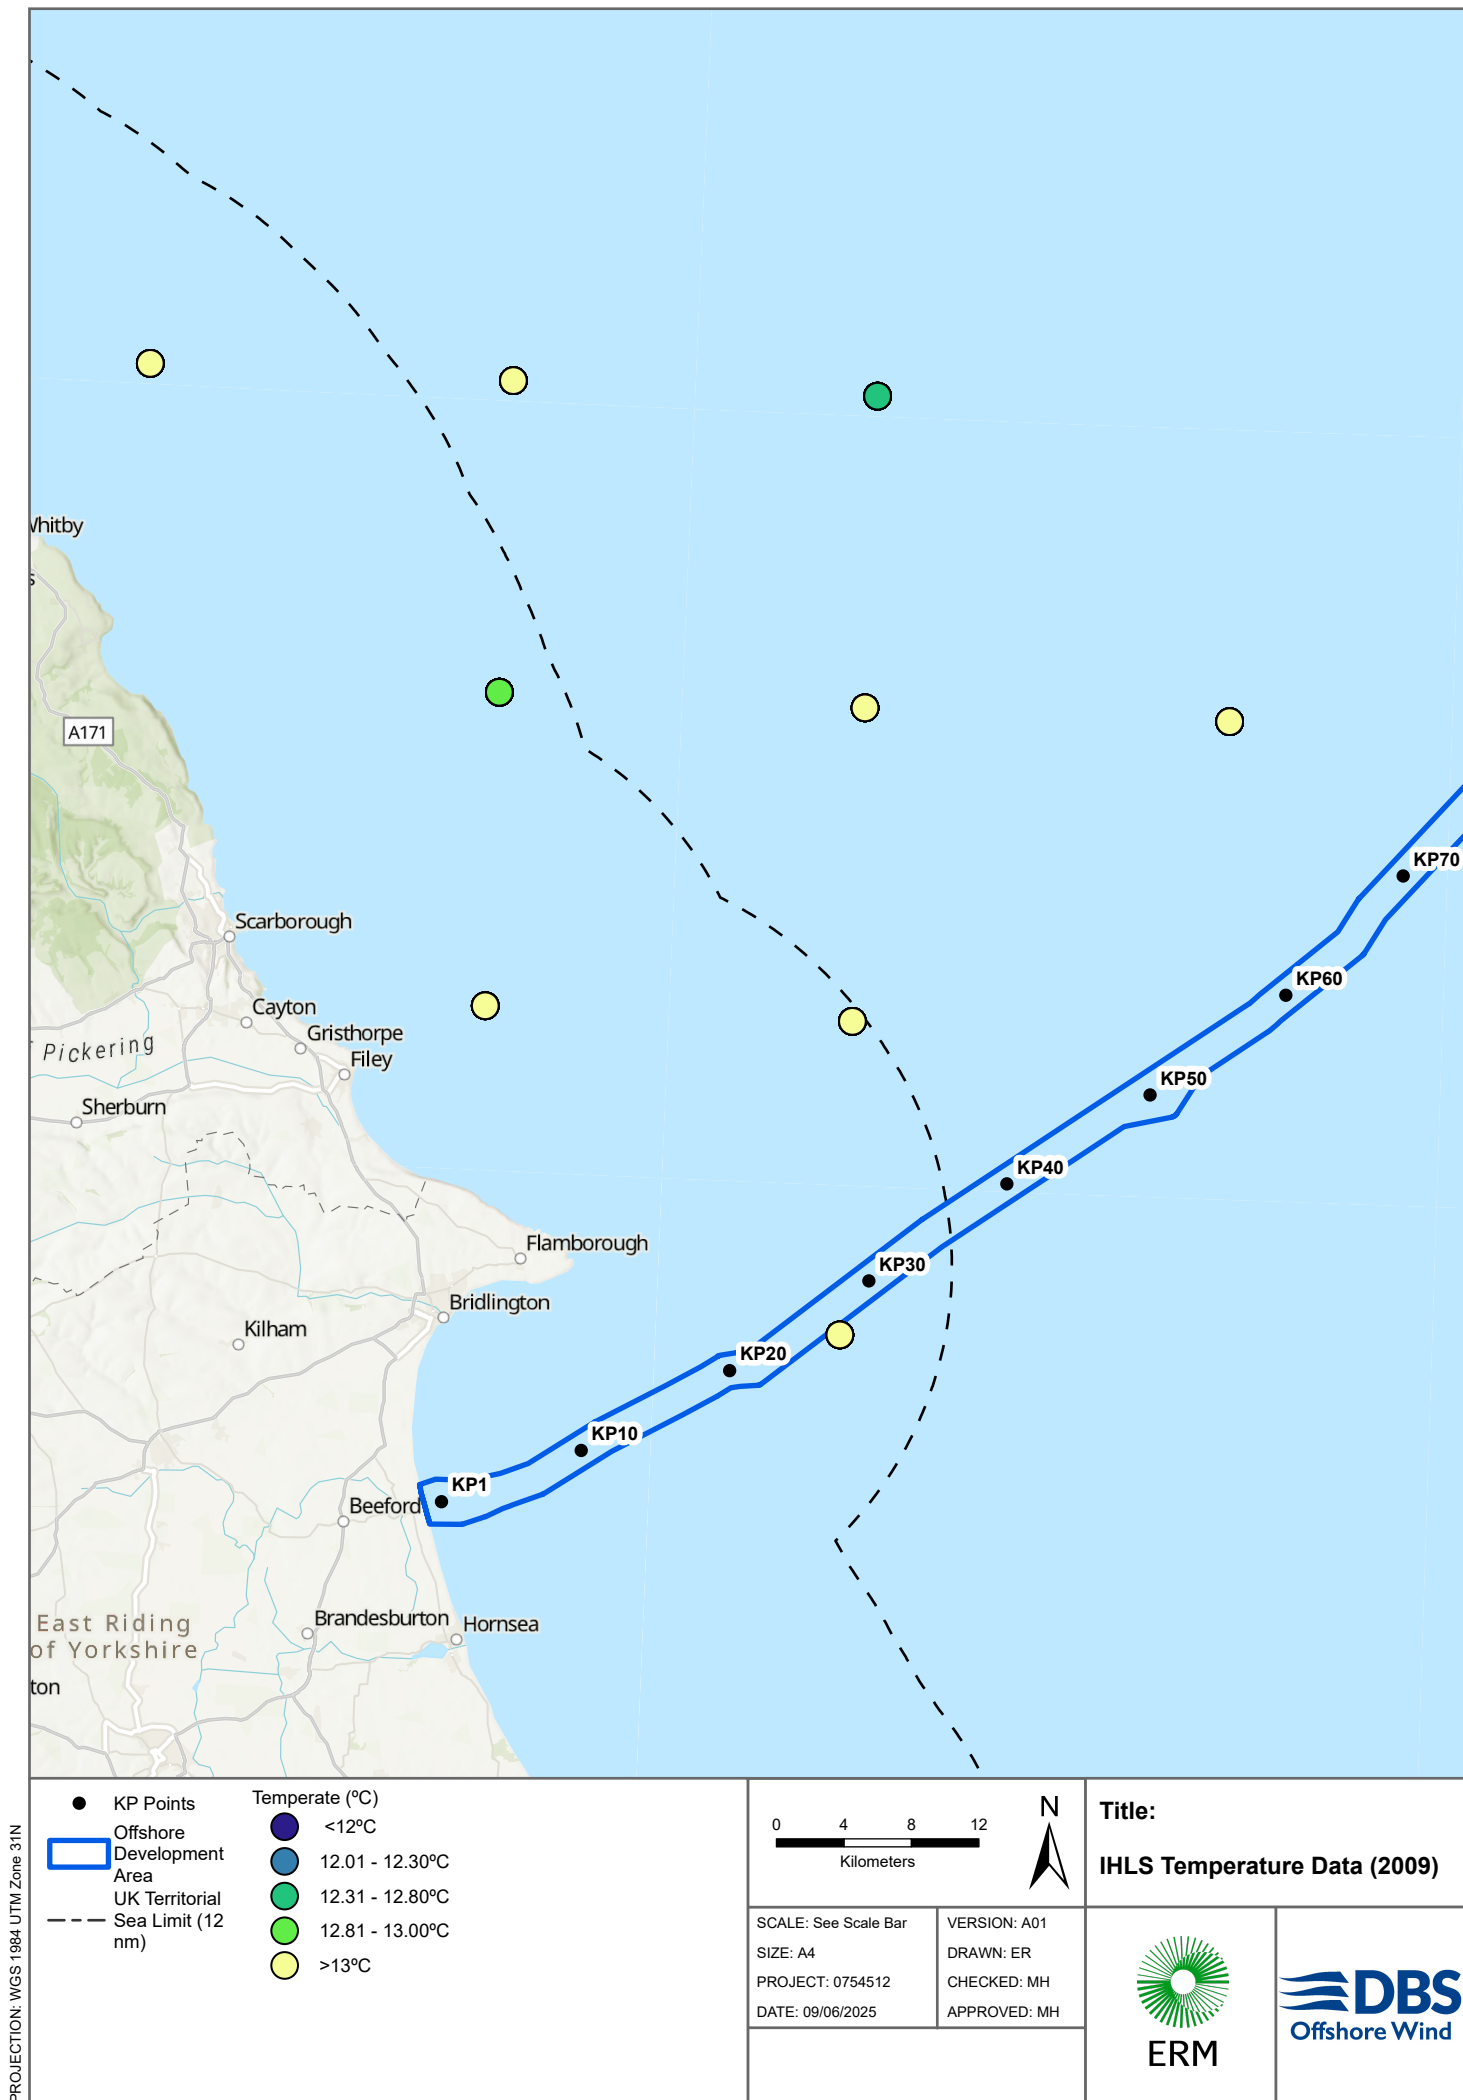 Whitby
s
A171
Scarborough
Cayton
Gristhorpe
Filey
Pickering
Sherburn
Flamborough
Bridlington
Kilham
Beeford
Brandesburton
Hornsea
East Riding
of Yorkshire
ton
KP70
KP60
KP50
KP40
KP30
KP20
KP10
KP1
KP Points
Offshore
Development
Area
UK Territorial
Sea Limit (12
nm)
Temperate (ºC)
<12ºC
12.01 - 12.30ºC
12.31 - 12.80ºC
12.81 - 13.00ºC
>13ºC
0 4 8 12
Kilometers
N
Title:
IHLS Temperature Data (2009)
SCALE: See Scale Bar
SIZE: A4
PROJECT: 0754512
DATE: 09/06/2025
VERSION: A01
DRAWN: ER
CHECKED: MH
APPROVED: MH
ERM
DBS
Offshore Wind
PROJECTION: WGS 1984 UTM Zone 31N